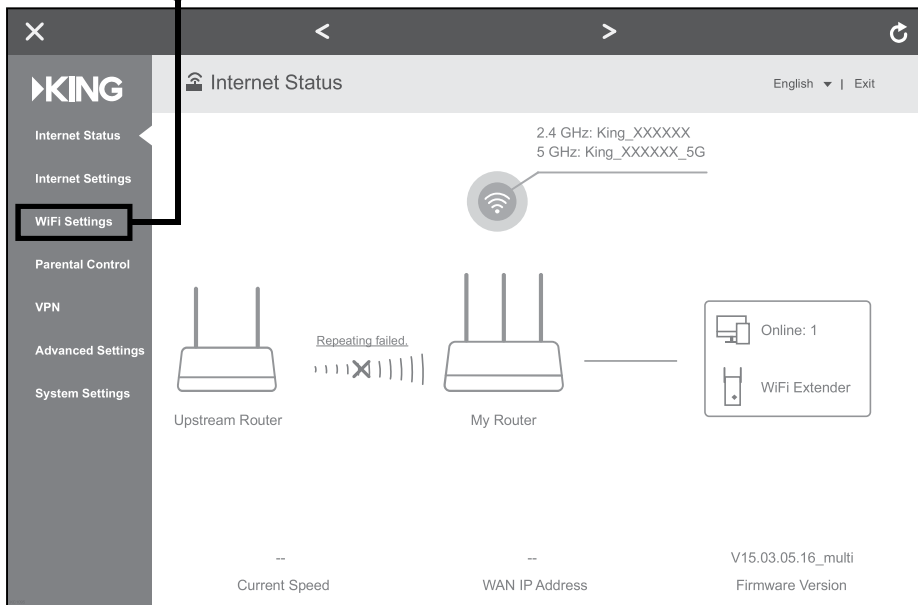 KING
Internet Status
English | Exit
Internet Status
Internet Settings
WiFi Settings
Parental Control
VPN
Advanced Settings
System Settings
2.4 GHz: King_XXXXXX
5 GHz: King_XXXXXX_5G
Repeating failed.
Upstream Router
My Router
Online: 1
WiFi Extender
--
Current Speed
--
WAN IP Address
V15.03.05.16_multi
Firmware Version